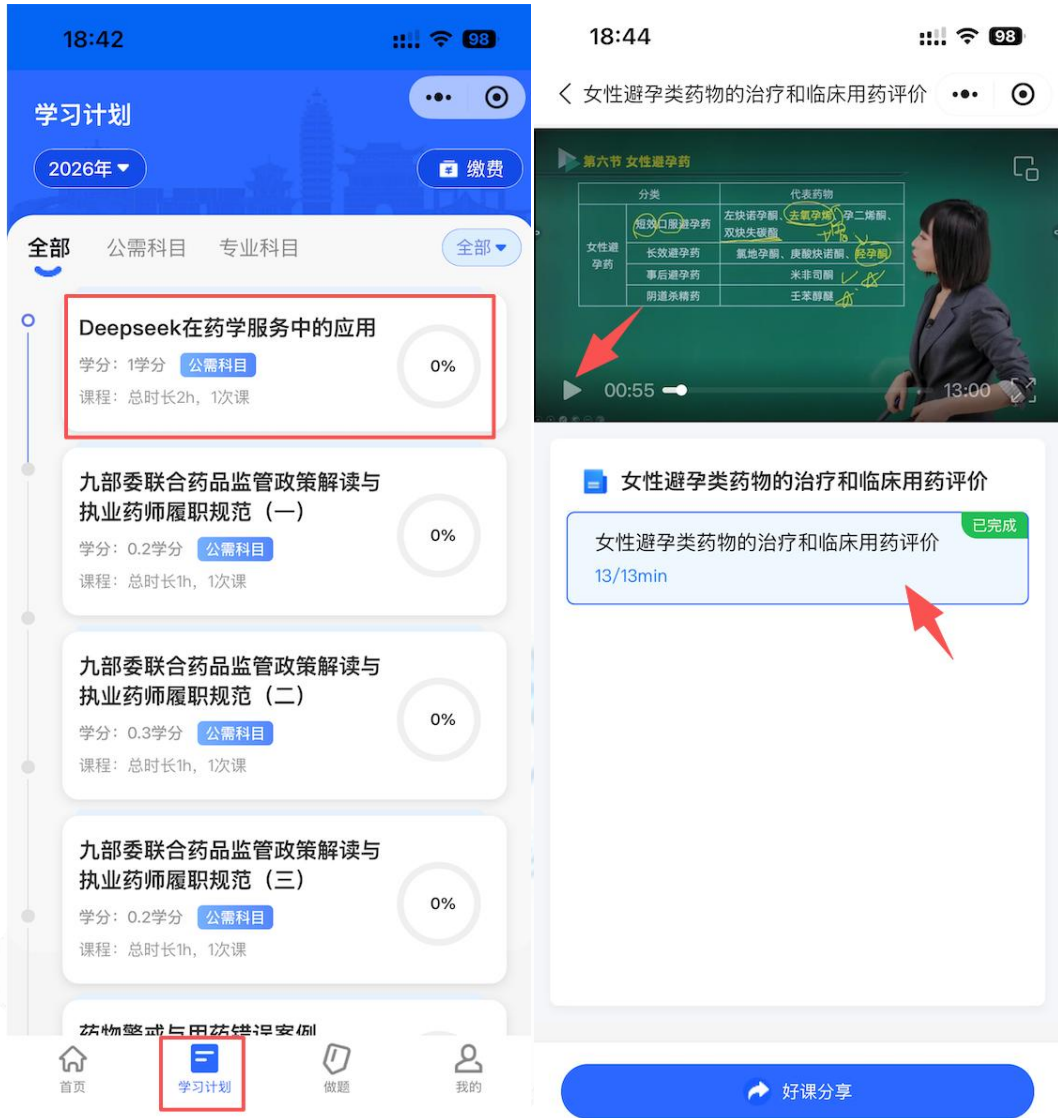 18:42
98
学习计划
2026年
缴费
全部
公需科目
专业科目
全部
Deepseek在药学服务中的应用
学分：1学分 公需科目
课程：总时长2h，1次课
0%
九部委联合药品监管政策解读与
执业药师履职规范（一）
学分：0.2学分 公需科目
课程：总时长1h，1次课
0%
九部委联合药品监管政策解读与
执业药师履职规范（二）
学分：0.3学分 公需科目
课程：总时长1h，1次课
0%
九部委联合药品监管政策解读与
执业药师履职规范（三）
学分：0.2学分 公需科目
课程：总时长1h，1次课
0%
药物警戒与用药错误案例
首页
学习计划
做题
我的
18:44
98
女性避孕类药物的治疗和临床用药评价
第六节 女性避孕药
分类 代表药物
女性避孕药
短效口服避孕药 左炔诺孕酮、去氧孕烯、孕二烯酮、
双炔失碳酯
长效避孕药 氯地孕酮、庚酸炔诺酮、羟孕酮
事后避孕药 米非司酮
阴道杀精药 壬苯醇醚
00:55
13:00
女性避孕类药物的治疗和临床用药评价
已完成
女性避孕类药物的治疗和临床用药评价
13/13min
好课分享